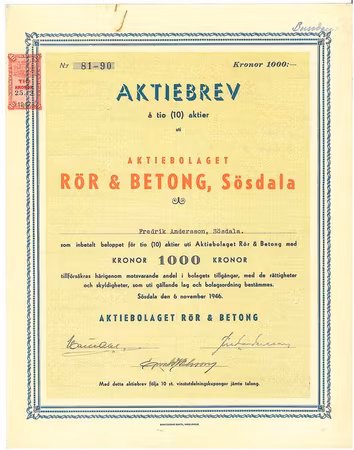 Nr 81-90
Kronor 1000:—
TIO
KRONOR
AKTIEBREV
å tio (10) aktier
uti
AKTIEBOLAGET
RÖR & BETONG, Sösdala
Fredrik Andersson, Sösdala.
som inbetalt beloppet för tio (10) aktier uti Aktiebolaget Rör & Betong med
KRONOR 1000 KRONOR
tillförsäkras härigenom motsvarande andel i bolagets tillgångar, med de rättigheter
och skyldigheter, som uti gällande lag och bolagsordning bestämmes.
Sösdala den 6 november 1946.
AKTIEBOLAGET RÖR & BETONG
Med detta aktiebrev följa 10 st. vinstutdelningskuponger jämte talong.